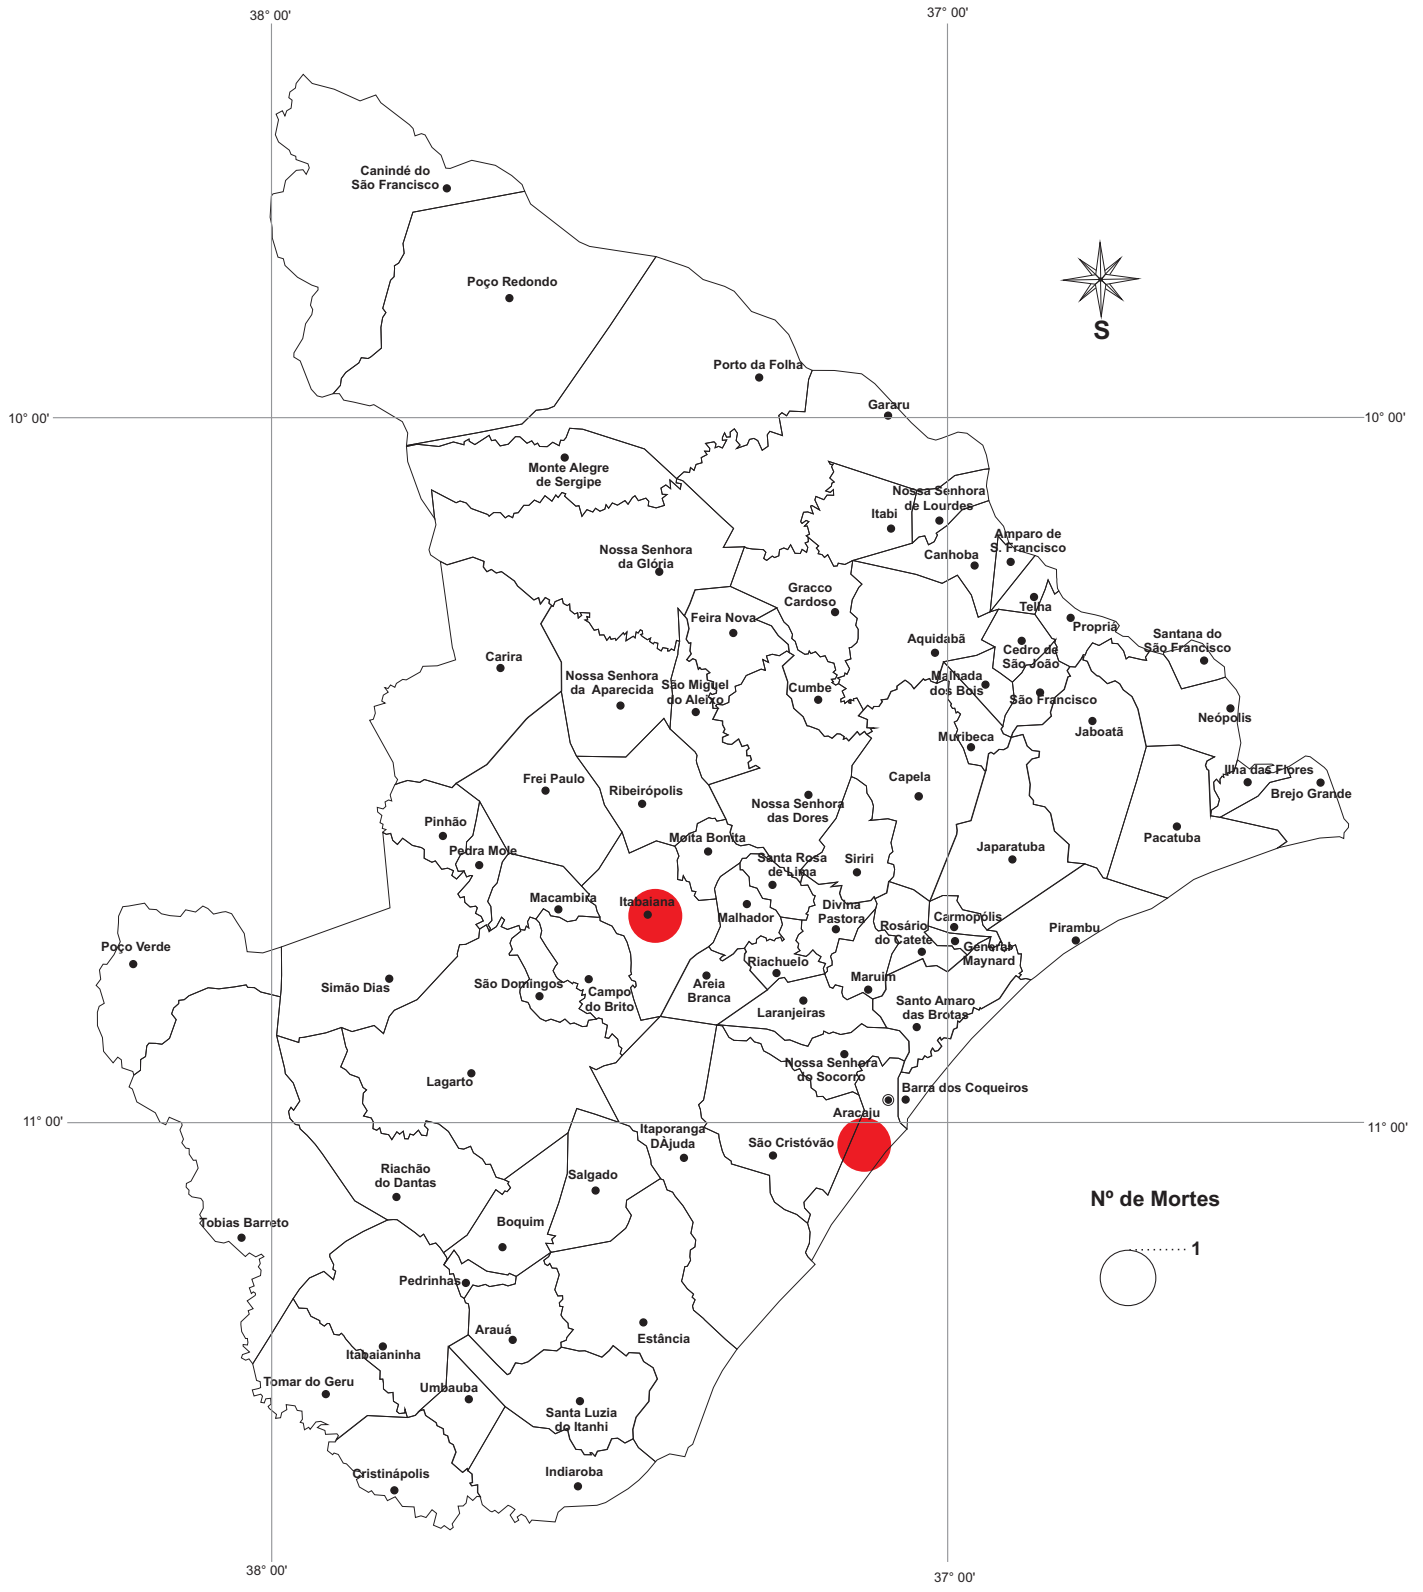 38° 00'
37° 00'
Canindé do
São Francisco
Poço Redondo
S
Porto da Folha
Gararu
10° 00'
10° 00'
Monte Alegre
de Sergipe
Nossa Senhora
de Lourdes
Itabi
Amparo de
S. Francisco
Nossa Senhora
da Glória
Canhoba
Gracco
Cardoso
Telha
Feira Nova
Propriá
Santana do
São Francisco
Aquidabã
Cedro de
São João
Carira
Nossa Senhora
da Aparecida
São Miguel
do Aleixo
Cumbe
Malhada
dos Bois
São Francisco
Neópolis
Jaboatã
Muribeca
Frei Paulo
Ribeirópolis
Capela
Ilha das Flores
Brejo Grande
Nossa Senhora
das Dores
Pinhão
Moita Bonita
Pacatuba
Pedra Mole
Santa Rosa
de Lima
Siriri
Japaratuba
Macambira
Itabaiana
Malhador
Divina
Pastora
Carmopólis
Rosário
do Catete
Pirambu
General
Maynard
Poço Verde
Simão Dias
São Domingos
Campo
do Brito
Areia
Branca
Riachuelo
Maruim
Laranjeiras
Santo Amaro
das Brotas
Lagarto
Nossa Senhora
do Socorro
Barra dos Coqueiros
Aracaju
11° 00'
11° 00'
Itaporanga
DÀjuda
São Cristóvão
Riachão
do Dantas
Salgado
Nº de Mortes
Tobias Barreto
Boquim
1
Pedrinhas
Arauá
Estância
Itabaianinha
Tomar do Geru
Umbauba
Santa Luzia
do Itanhi
Cristinápolis
Indiaroba
38° 00'
37° 00'